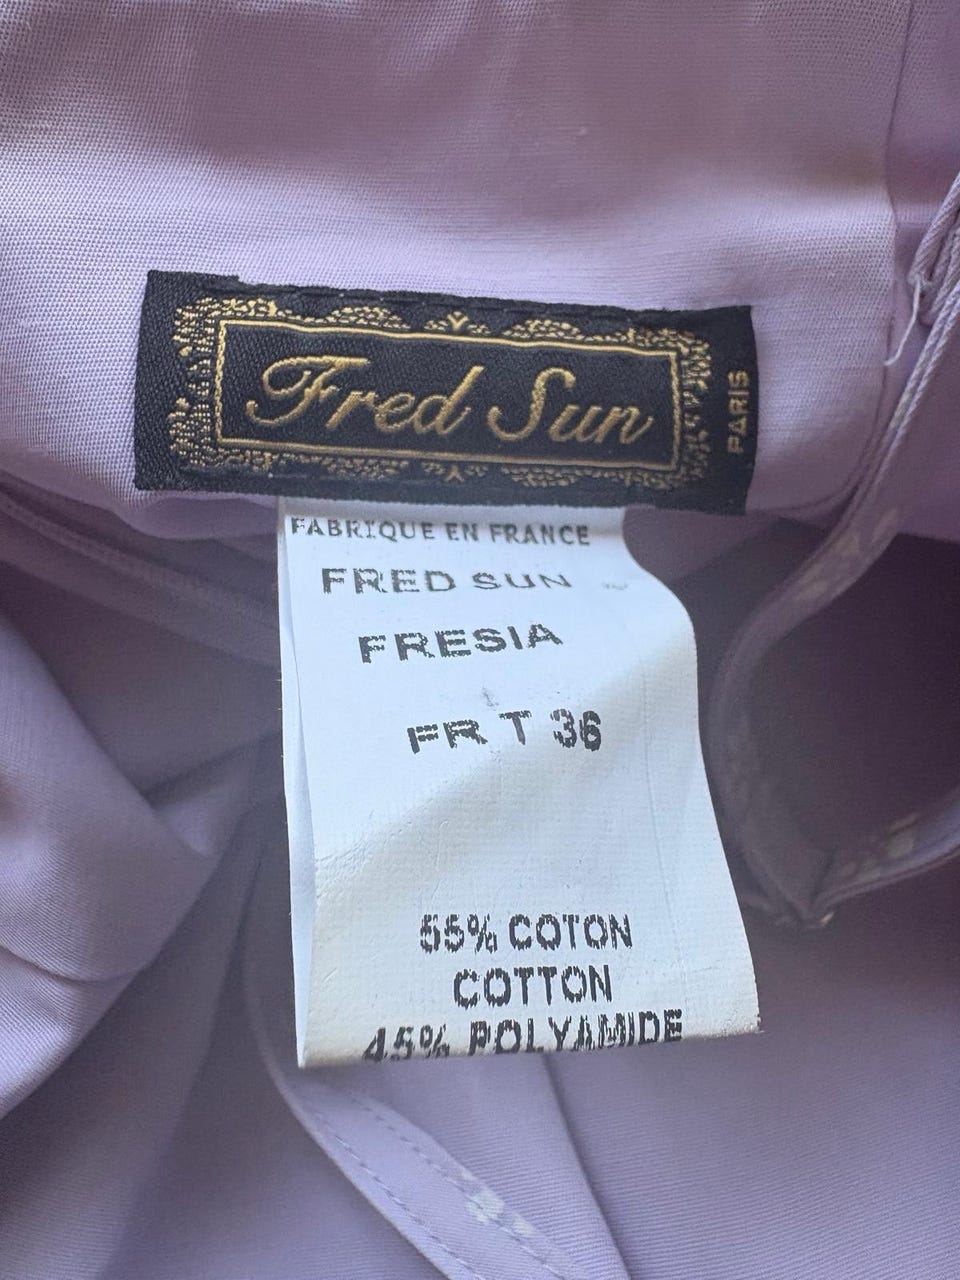 Fred Sun
PARIS
FABRIQUE EN FRANCE
FRED SUN
FRESIA
FR T 36
55% COTON
COTTON
45% POLYAMIDE